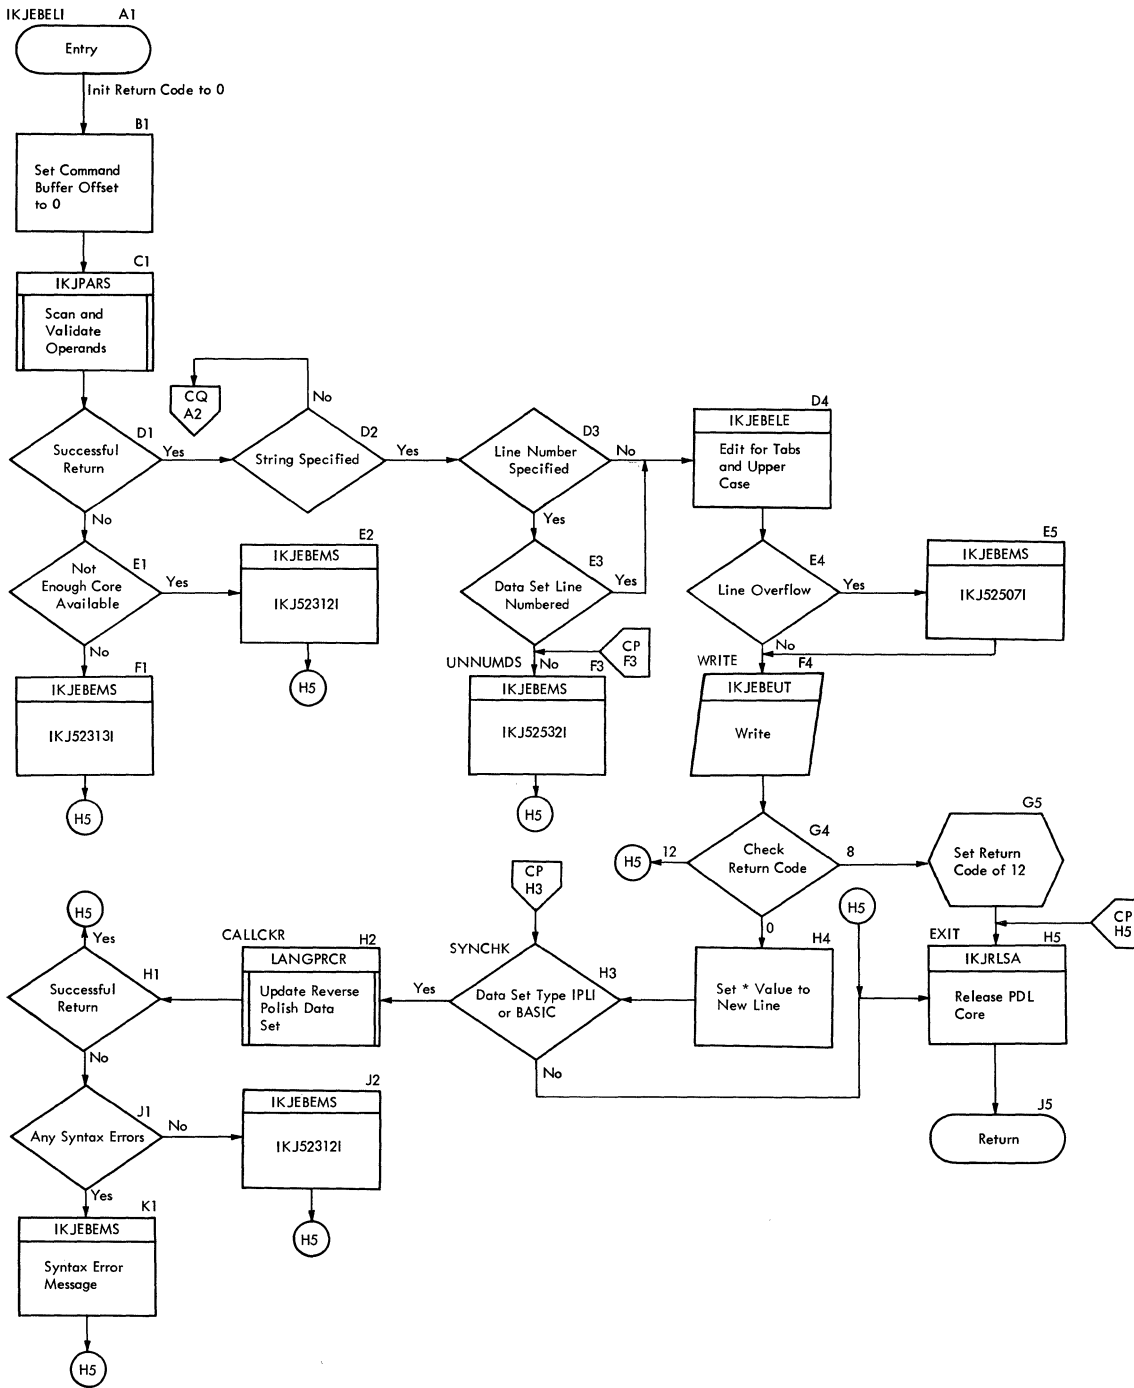 IKJEBELI A1
Entry
Init Return Code to 0
B1
Set Command
Buffer Offset
to 0
C1
IKJPARS
Scan and
Validate
Operands
CQ
A2
No
D1
Successful
Return
Yes
No
D2
String Specified
Yes
D3
Line Number
Specified
No
Yes
D4
IKJEBELE
Edit for Tabs
and Upper
Case
E1
Not
Enough Core
Available
Yes
No
E2
IKJEBEMS
IKJ52312I
H5
E3
Data Set Line
Numbered
Yes
No
CP
F3
E4
Line Overflow
Yes
No
E5
IKJEBEMS
IKJ52507I
F1
IKJEBEMS
IKJ52313I
H5
UNNUMDS
F3
IKJEBEMS
IKJ52532I
H5
WRITE
F4
IKJEBEUT
Write
G4
Check
Return Code
12
H5
8
0
G5
Set Return
Code of 12
CP
H5
H5
CP
H3
H4
Set * Value to
New Line
EXIT
H5
IKJRLSA
Release PDL
Core
SYNCHK
H3
Data Set Type IPLI
or BASIC
Yes
No
CALLCKR
H2
LANGPRCR
Update Reverse
Polish Data
Set
H5
Yes
H1
Successful
Return
No
J1
Any Syntax Errors
No
Yes
J2
IKJEBEMS
IKJ52312I
H5
J5
Return
K1
IKJEBEMS
Syntax Error
Message
H5